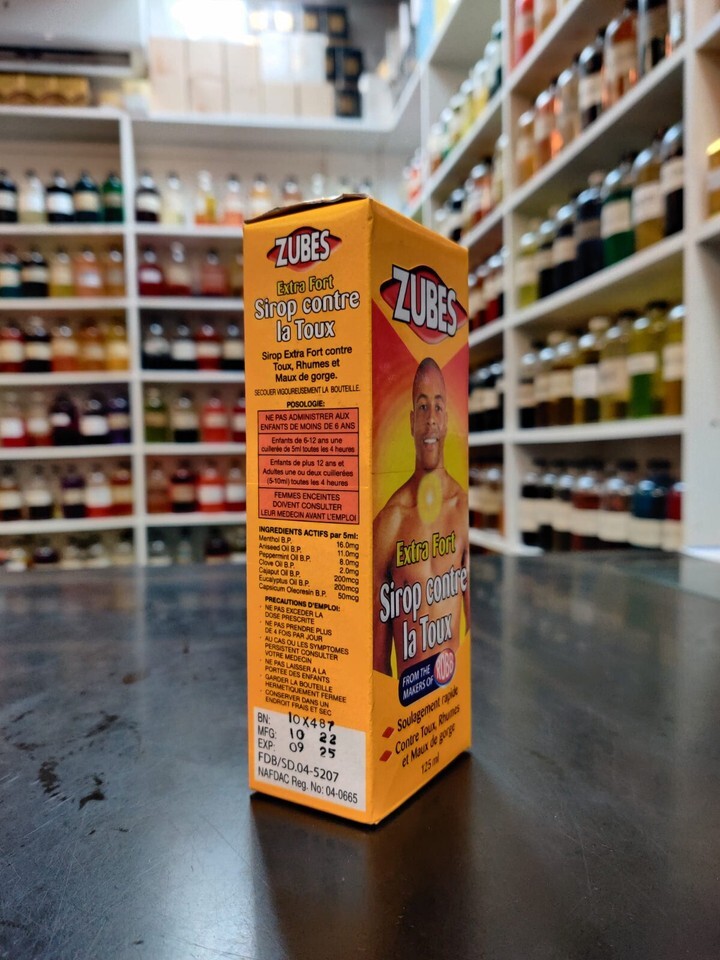 ZUBES
Extra Fort
Sirop contre
la Toux
Sirop Extra Fort contre
Toux, Rhumes et
Maux de gorge.
SECOUER VIGOUREUSEMENT LA BOUTEILLE.
POSOLOGIE:
NE PAS ADMINISTRER AUX
ENFANTS DE MOINS DE 6 ANS
Enfants de 6-12 ans une
cuillerée de 5ml toutes les 4 heures
Enfants de plus 12 ans et
Adultes une ou deux cuillerées
(5-10ml) toutes les 4 heures
FEMMES ENCEINTES
DOIVENT CONSULTER
LEUR MEDECIN AVANT L'EMPLOI
INGREDIENTS ACTIFS par 5ml:
Menthol B.P. 16.0mg
Aniseed Oil B.P. 11.0mg
Peppermint Oil B.P. 8.0mg
Clove Oil B.P. 2.0mg
Cajaput Oil B.P. 200mcg
Eucalyptus Oil B.P. 200mcg
Capsicum Oleoresin B.P. 50mcg
PRECAUTIONS D'EMPLOI:
NE PAS EXCEDER LA
DOSE PRESCRITE
NE PAS PRENDRE PLUS
DE 4 FOIS PAR JOUR
AU CAS OU LES SYMPTOMES
PERSISTENT CONSULTER
VOTRE MEDECIN
NE PAS LAISSER A LA
PORTEE DES ENFANTS
GARDER LA BOUTEILLE
HERMETIQUEMENT FERMEE
CONSERVER DANS UN
ENDROIT FRAIS ET SEC
BN: 10X487
MFG: 10 22
EXP: 09 25
FDB/SD.04-5207
NAFDAC Reg. No: 04-0665
ZUBES
Extra Fort
Sirop contre
la Toux
FROM THE
MAKERS OF
ROBB
Soulagement rapide
Contre Toux, Rhumes
et Maux de gorge
125 ml